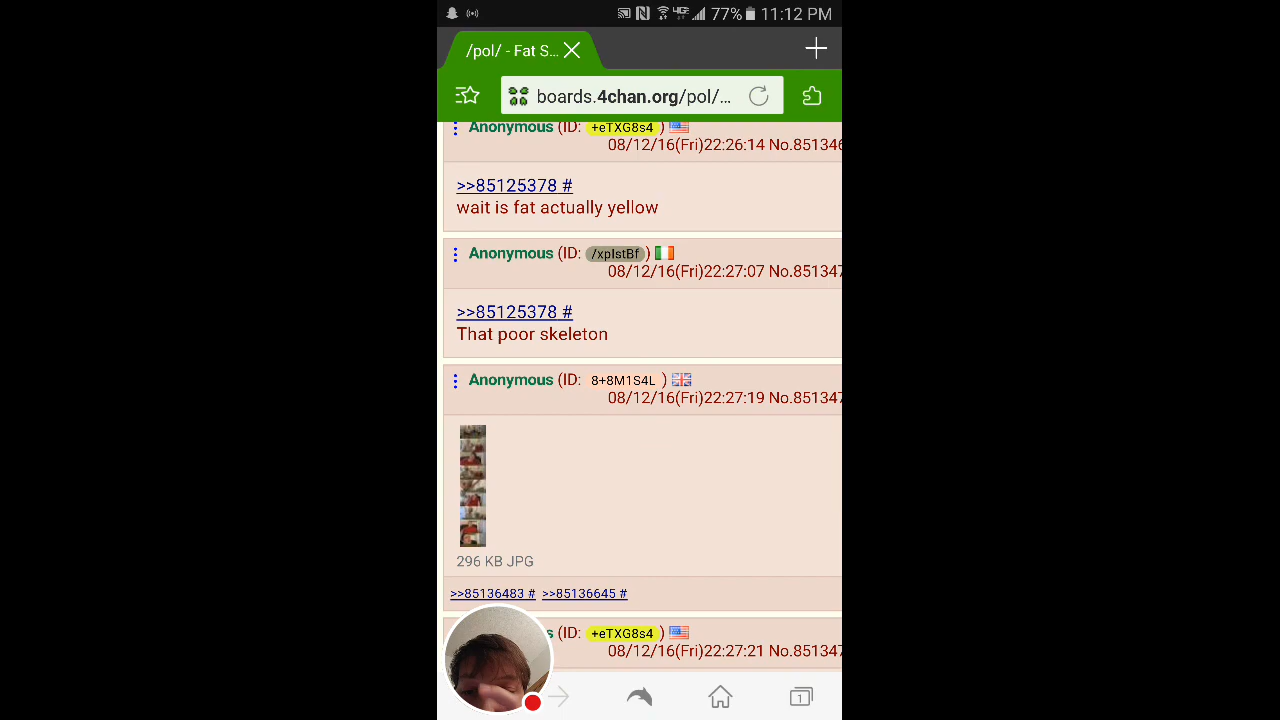 77% 11:12 PM
/pol/ - Fat S...
boards.4chan.org/pol/...
Anonymous (ID: +eTXG8s4)
08/12/16(Fri)22:26:14 No.851346
>>85125378 #
wait is fat actually yellow
Anonymous (ID: /xpIstBf)
08/12/16(Fri)22:27:07 No.851347
>>85125378 #
That poor skeleton
Anonymous (ID: 8+8M1S4L )
08/12/16(Fri)22:27:19 No.851347
296 KB JPG
>>85136483 # >>85136645 #
(ID: +eTXG8s4)
08/12/16(Fri)22:27:21 No.851347
1